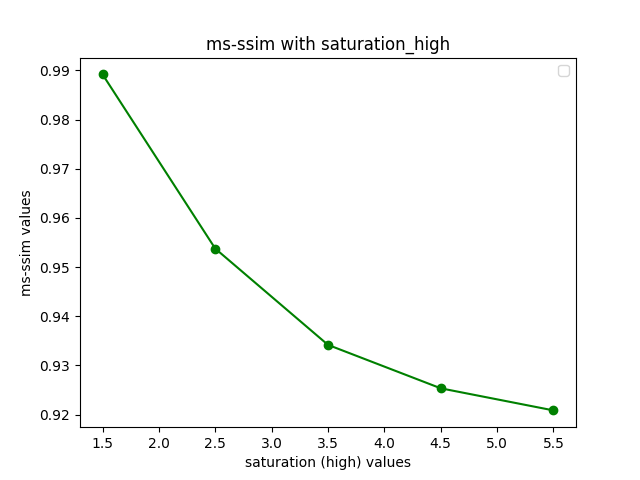 ms-ssim with saturation_high
0.99
0.98
0.97
0.96
0.95
0.94
0.93
0.92
ms-ssim values
1.5 2.0 2.5 3.0 3.5 4.0 4.5 5.0 5.5
saturation (high) values